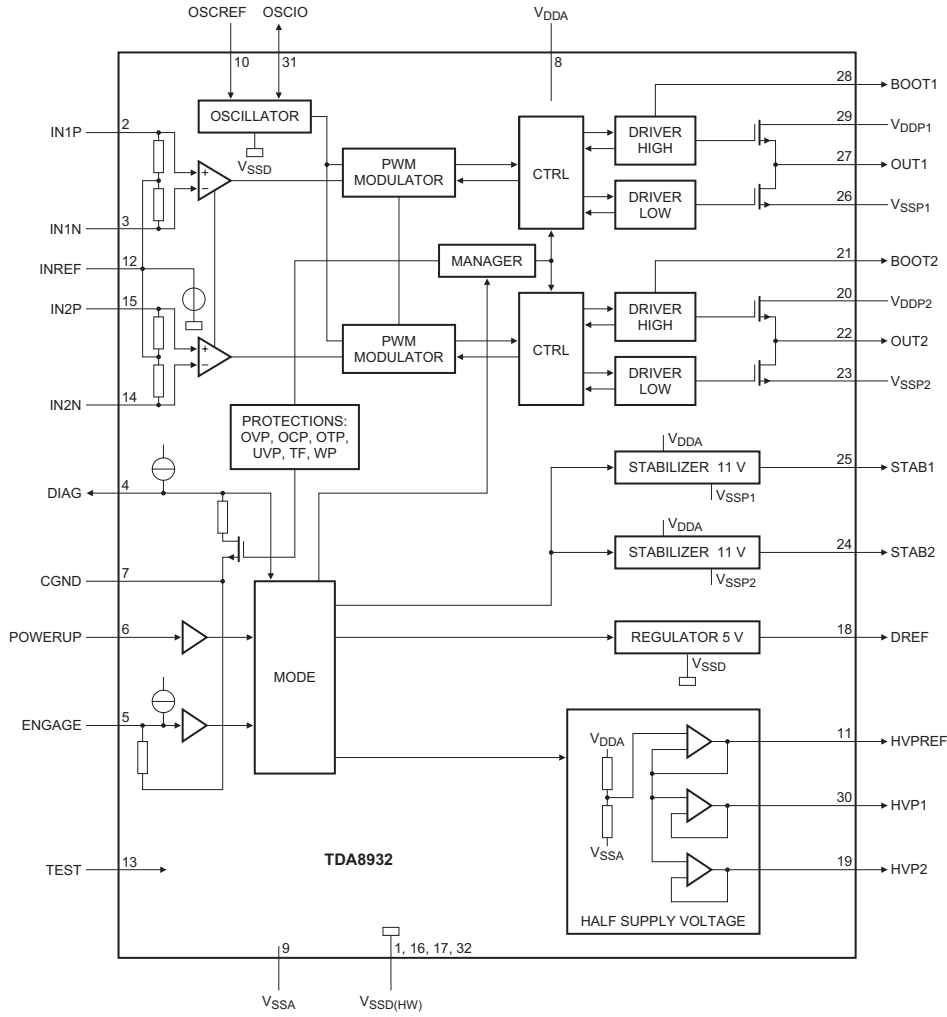 OSCREF OSCIO VDDA
10 31 8
28 BOOT1
OSCILLATOR
VSSD
IN1P 2
+
−
IN1N 3
PWM
MODULATOR
CTRL
DRIVER
HIGH
DRIVER
LOW
29 VDDP1
27 OUT1
26 VSSP1
INREF 12
MANAGER
21 BOOT2
IN2P 15
+
−
IN2N 14
PWM
MODULATOR
CTRL
DRIVER
HIGH
DRIVER
LOW
20 VDDP2
22 OUT2
23 VSSP2
PROTECTIONS:
OVP, OCP, OTP,
UVP, TF, WP
VDDA
STABILIZER 11 V
VSSP1
25 STAB1
DIAG 4
VDDA
STABILIZER 11 V
VSSP2
24 STAB2
CGND 7
POWERUP 6
MODE
REGULATOR 5 V
VSSD
18 DREF
ENGAGE 5
VDDA
VSSA
11 HVPREF
30 HVP1
19 HVP2
HALF SUPPLY VOLTAGE
TEST 13
TDA8932
9 1, 16, 17, 32
VSSA VSSD(HW)